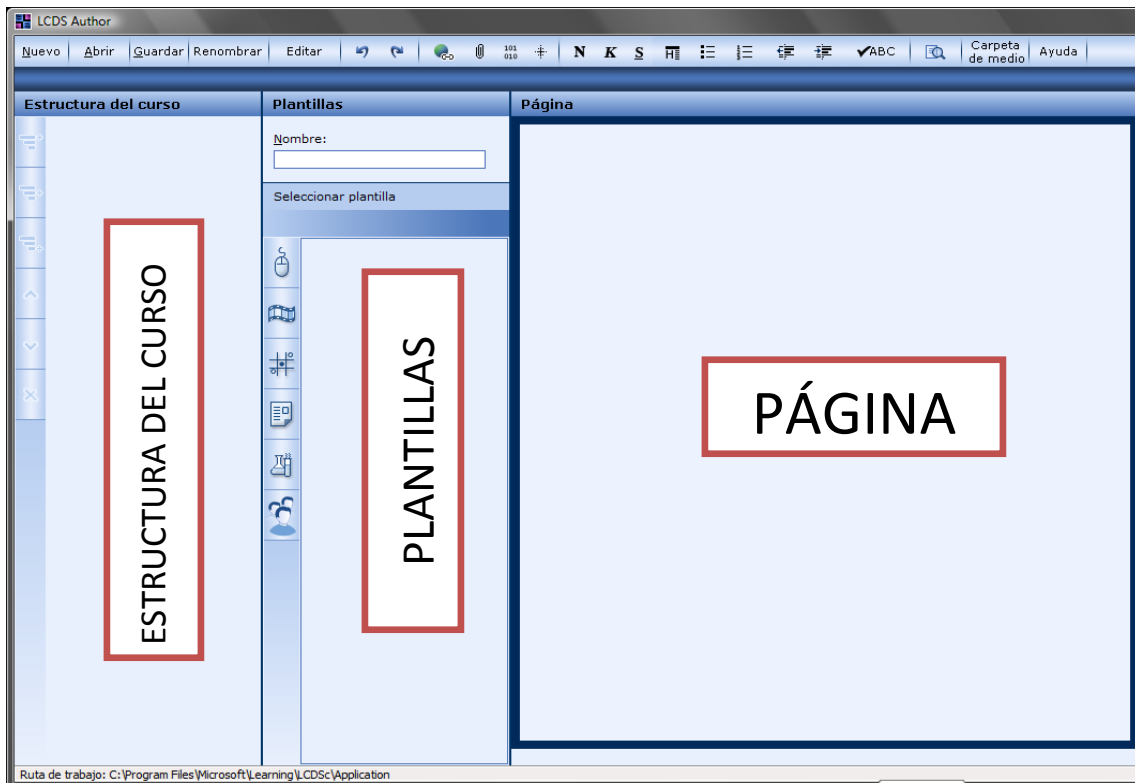 LCDS Author
Nuevo Abrir Guardar Renombrar Editar 101 010 N K S H ABC Carpeta de medio Ayuda
Estructura del curso Plantillas Página
Nombre:
Seleccionar plantilla
ESTRUCTURA DEL CURSO
PLANTILLAS
PÁGINA
Ruta de trabajo: C:\Program Files\Microsoft\Learning\LCDSc\Application